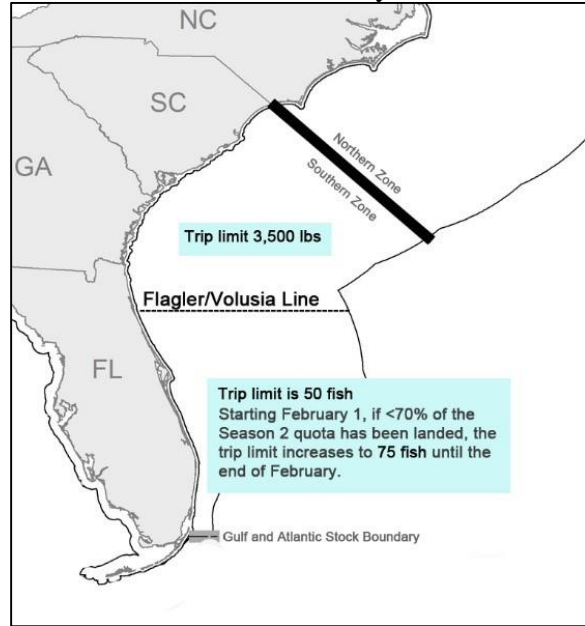 NC
SC
GA
Northern Zone
Southern Zone
Trip limit 3,500 lbs
Flagler/Volusia Line
FL
Trip limit is 50 fish
Starting February 1, if <70% of the
Season 2 quota has been landed, the
trip limit increases to 75 fish until the
end of February.
Gulf and Atlantic Stock Boundary